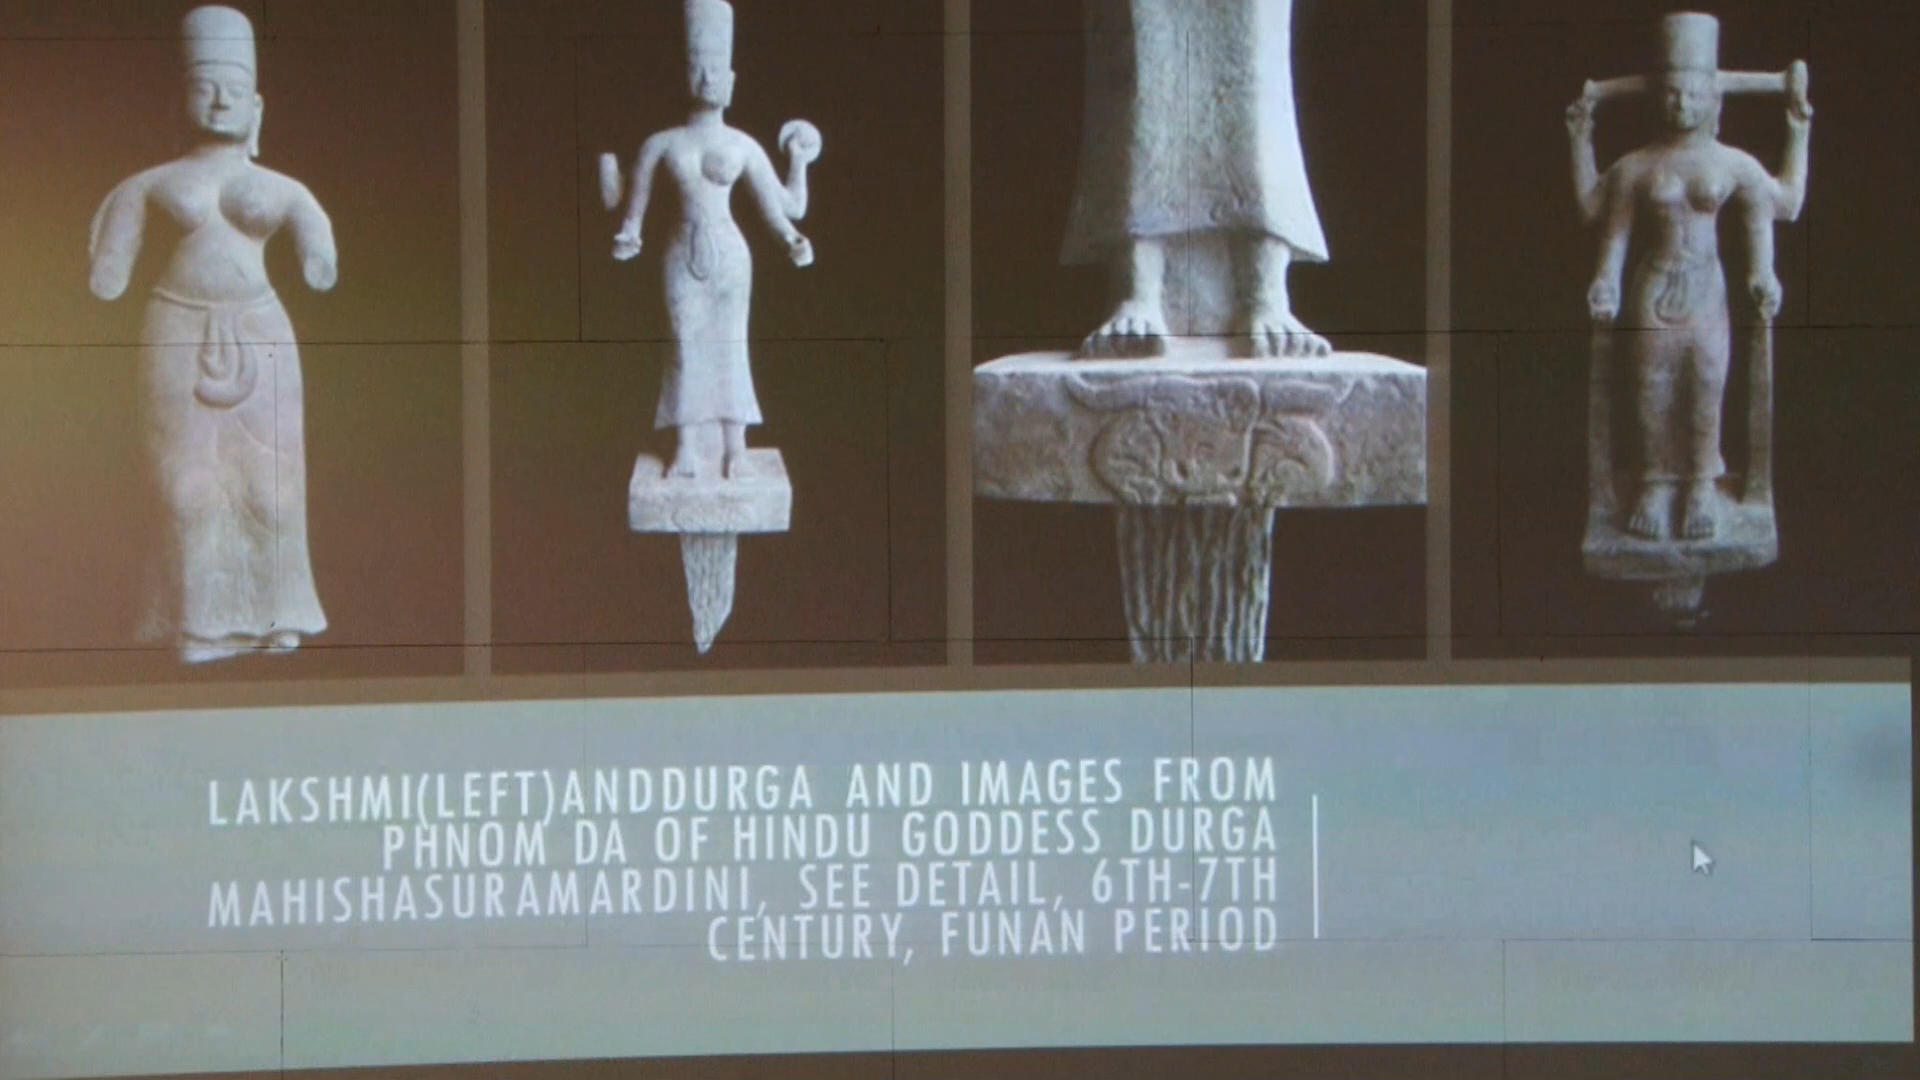 LAKSHMI(LEFT)ANDDURGA AND IMAGES FROM
PHNOM DA OF HINDU GODDESS DURGA
MAHISHASURAMARDINI, SEE DETAIL, 6TH-7TH
CENTURY, FUNAN PERIOD